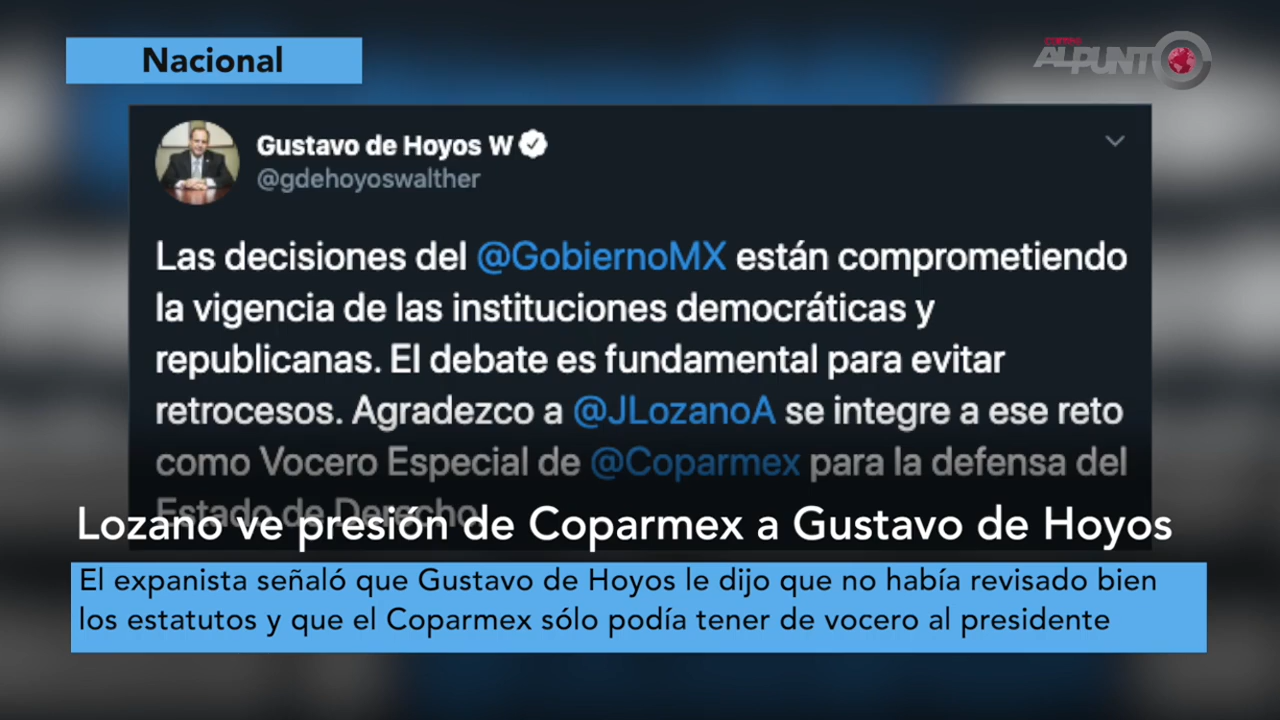 Nacional
AL PUNTO
Gustavo de Hoyos W
@gdehoyoswalther
Las decisiones del @GobiernoMX están comprometiendo
la vigencia de las instituciones democráticas y
republicanas. El debate es fundamental para evitar
retrocesos. Agradezco a @JLozanoA se integre a ese reto
como Vocero Especial de @Coparmex para la defensa del
Estado de Derecho
Lozano ve presión de Coparmex a Gustavo de Hoyos
El expanista señaló que Gustavo de Hoyos le dijo que no había revisado bien
los estatutos y que el Coparmex sólo podía tener de vocero al presidente